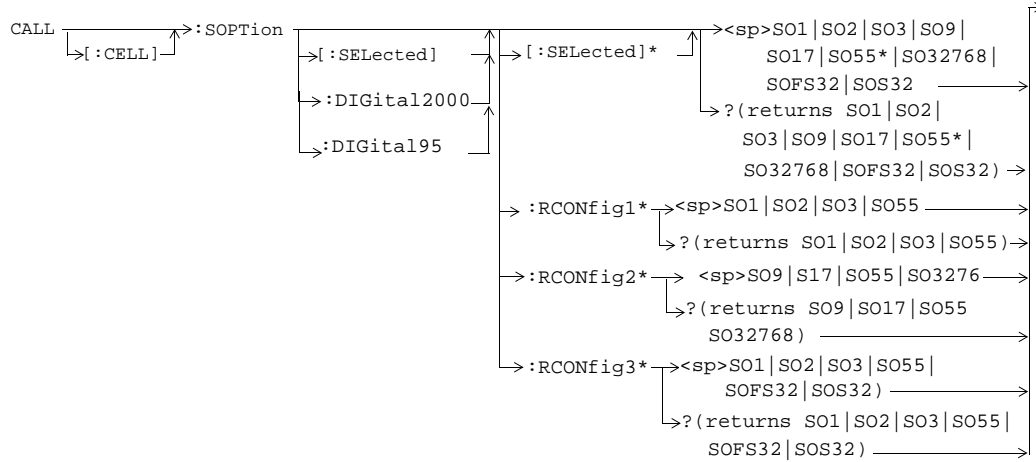 CALL [:CELL] :SOPTion [:SELected] [:SELected]* <sp>SO1|SO2|SO3|SO9|
SO17|SO55*|SO32768|
SOFS32|SOS32
:DIGital2000
?(returns SO1|SO2|
SO3|SO9|SO17|SO55*|
:DIGital95
SO32768|SOFS32|SOS32)
:RCONfig1* <sp>SO1|SO2|SO3|SO55
?(returns SO1|SO2|SO3|SO55)
:RCONfig2* <sp>SO9|S17|SO55|SO3276
?(returns SO9|SO17|SO55
SO32768)
:RCONfig3* <sp>SO1|SO2|SO3|SO55|
SOFS32|SOS32)
?(returns SO1|SO2|SO3|SO55|
SOFS32|SOS32)